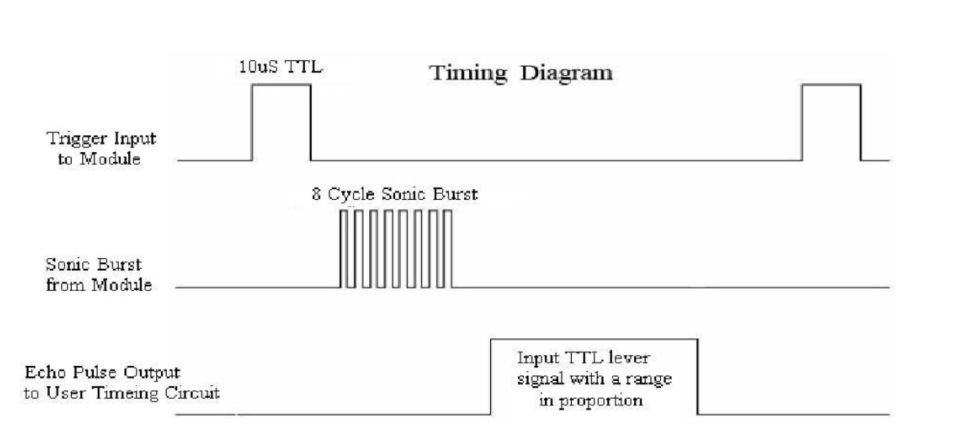 10uS TTL
Timing Diagram
Trigger Input
to Module
8 Cycle Sonic Burst
Sonic Burst
from Module
Echo Pulse Output
to User Timeing Circuit
Input TTL lever
signal with a range
in proportion